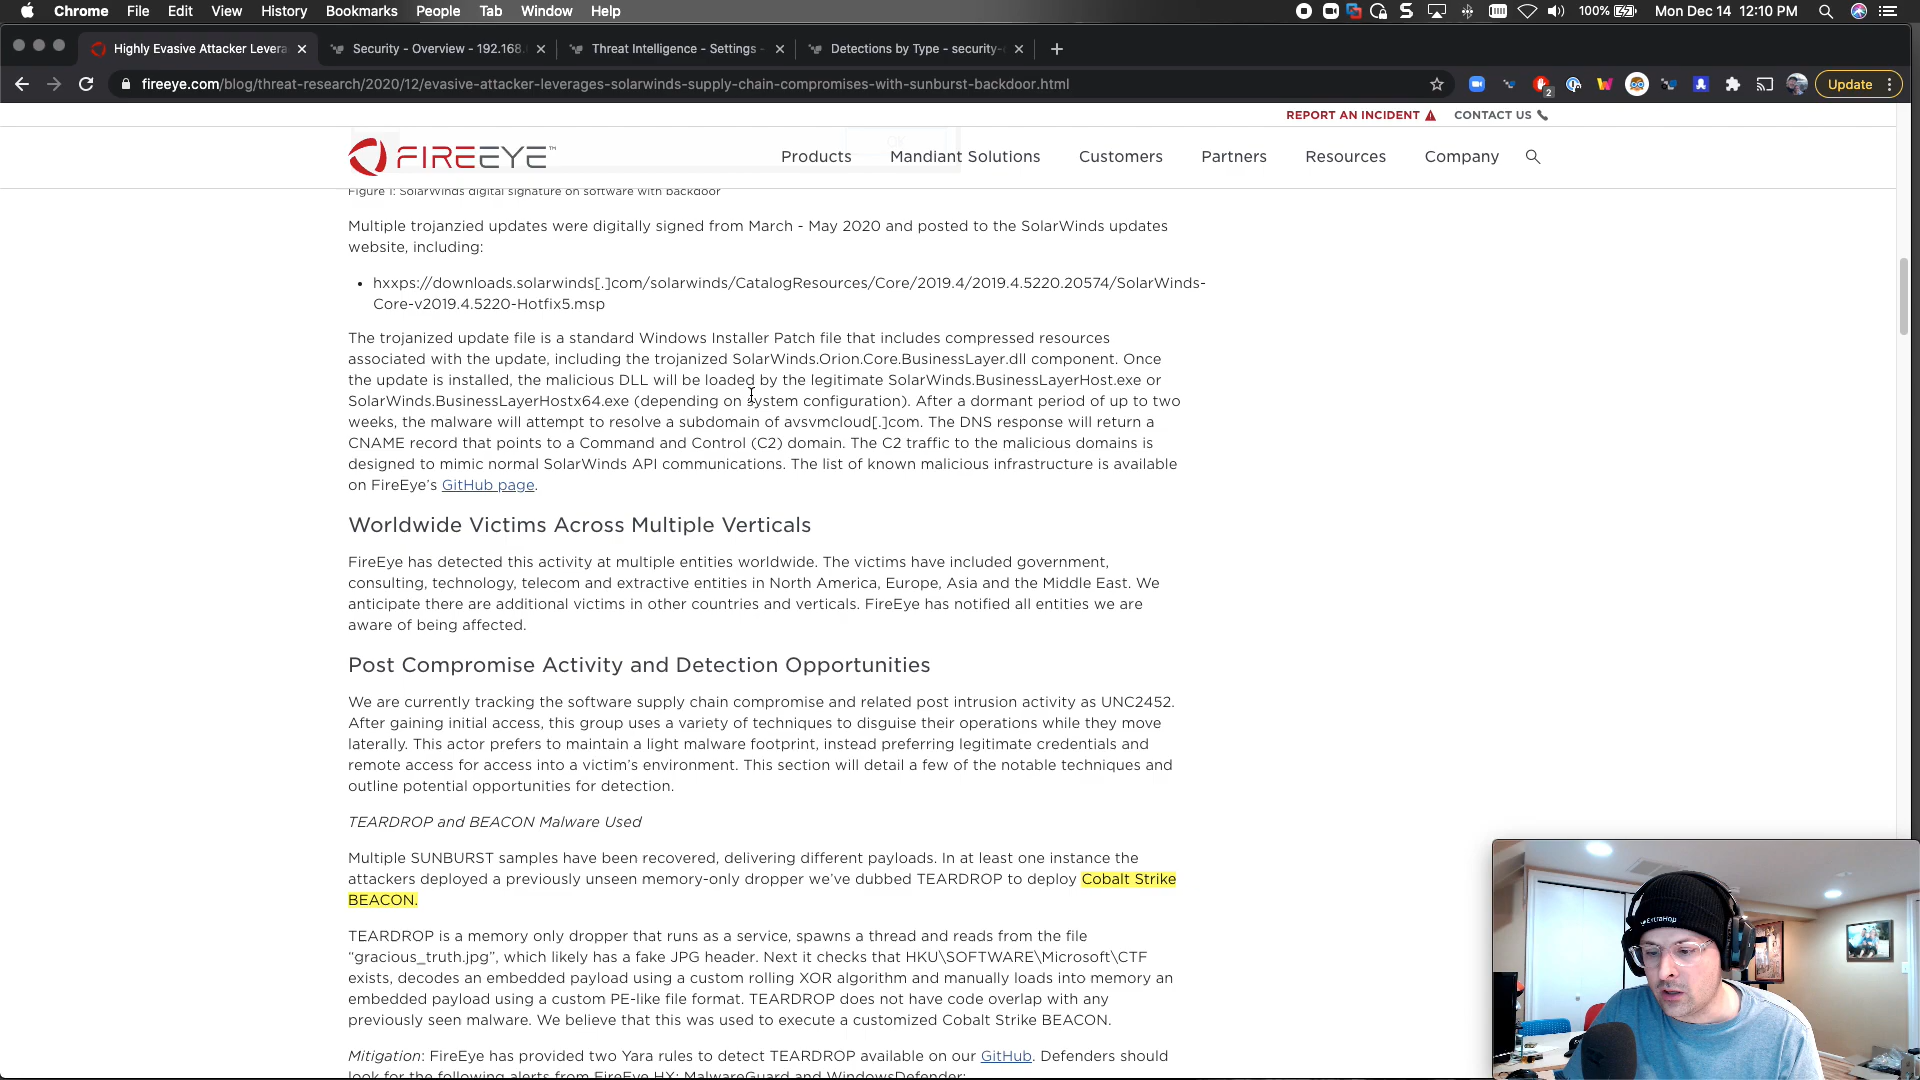 Chrome File Edit View History Bookmarks People Tab Window Help 100% Mon Dec 14 12:10 PM
Highly Evasive Attacker Levera Security - Overview - 192.168. Threat Intelligence - Settings - Detections by Type - security-
fireeye.com/blog/threat-research/2020/12/evasive-attacker-leverages-solarwinds-supply-chain-compromises-with-sunburst-backdoor.html 2 Update
REPORT AN INCIDENT CONTACT US
FIREEYE™ Products Mandiant Solutions Customers Partners Resources Company
Figure 1: SolarWinds digital signature on software with backdoor
Multiple trojanzied updates were digitally signed from March - May 2020 and posted to the SolarWinds updates
website, including:
• hxxps://downloads.solarwinds[.]com/solarwinds/CatalogResources/Core/2019.4/2019.4.5220.20574/SolarWinds-
Core-v2019.4.5220-Hotfix5.msp
The trojanized update file is a standard Windows Installer Patch file that includes compressed resources
associated with the update, including the trojanized SolarWinds.Orion.Core.BusinessLayer.dll component. Once
the update is installed, the malicious DLL will be loaded by the legitimate SolarWinds.BusinessLayerHost.exe or
SolarWinds.BusinessLayerHostx64.exe (depending on system configuration). After a dormant period of up to two
weeks, the malware will attempt to resolve a subdomain of avsvmcloud[.]com. The DNS response will return a
CNAME record that points to a Command and Control (C2) domain. The C2 traffic to the malicious domains is
designed to mimic normal SolarWinds API communications. The list of known malicious infrastructure is available
on FireEye’s GitHub page.
Worldwide Victims Across Multiple Verticals
FireEye has detected this activity at multiple entities worldwide. The victims have included government,
consulting, technology, telecom and extractive entities in North America, Europe, Asia and the Middle East. We
anticipate there are additional victims in other countries and verticals. FireEye has notified all entities we are
aware of being affected.
Post Compromise Activity and Detection Opportunities
We are currently tracking the software supply chain compromise and related post intrusion activity as UNC2452.
After gaining initial access, this group uses a variety of techniques to disguise their operations while they move
laterally. This actor prefers to maintain a light malware footprint, instead preferring legitimate credentials and
remote access for access into a victim’s environment. This section will detail a few of the notable techniques and
outline potential opportunities for detection.
TEARDROP and BEACON Malware Used
Multiple SUNBURST samples have been recovered, delivering different payloads. In at least one instance the
attackers deployed a previously unseen memory-only dropper we’ve dubbed TEARDROP to deploy Cobalt Strike
BEACON.
TEARDROP is a memory only dropper that runs as a service, spawns a thread and reads from the file
“gracious_truth.jpg”, which likely has a fake JPG header. Next it checks that HKU\SOFTWARE\Microsoft\CTF
exists, decodes an embedded payload using a custom rolling XOR algorithm and manually loads into memory an
embedded payload using a custom PE-like file format. TEARDROP does not have code overlap with any
previously seen malware. We believe that this was used to execute a customized Cobalt Strike BEACON.
Mitigation: FireEye has provided two Yara rules to detect TEARDROP available on our GitHub. Defenders should
look for the following alerts from FireEye HX: MalwareGuard and WindowsDefender:
ExtraHop